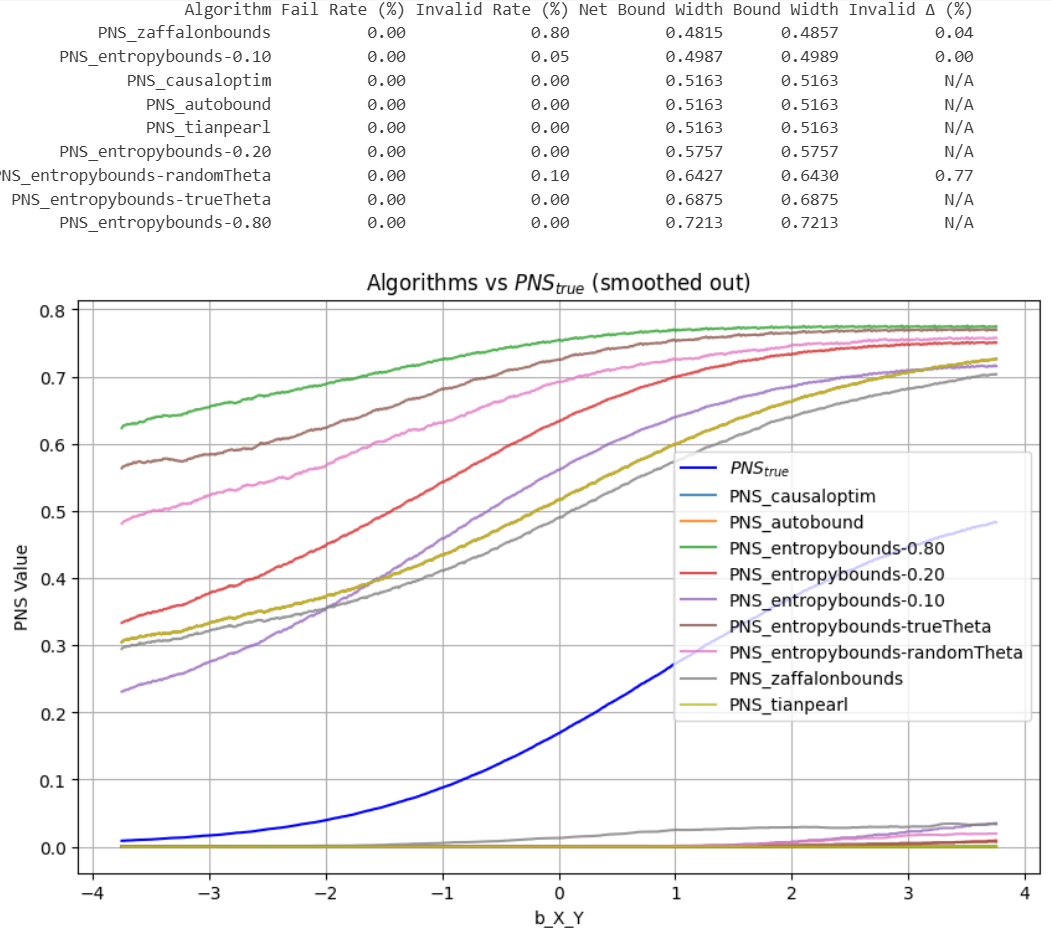 Algorithm Fail Rate (%) Invalid Rate (%) Net Bound Width Bound Width Invalid Δ (%)
PNS_zaffalonbounds 0.00 0.80 0.4815 0.4857 0.04
PNS_entropybounds-0.10 0.00 0.05 0.4987 0.4989 0.00
PNS_causaloptim 0.00 0.00 0.5163 0.5163 N/A
PNS_autobound 0.00 0.00 0.5163 0.5163 N/A
PNS_tianpearl 0.00 0.00 0.5163 0.5163 N/A
PNS_entropybounds-0.20 0.00 0.00 0.5757 0.5757 N/A
PNS_entropybounds-randomTheta 0.00 0.10 0.6427 0.6430 0.77
PNS_entropybounds-trueTheta 0.00 0.00 0.6875 0.6875 N/A
PNS_entropybounds-0.80 0.00 0.00 0.7213 0.7213 N/A
Algorithms vs PNStrue (smoothed out)
PNS Value
0.8
0.7
0.6
0.5
0.4
0.3
0.2
0.1
0.0
PNStrue
PNS_causaloptim
PNS_autobound
PNS_entropybounds-0.80
PNS_entropybounds-0.20
PNS_entropybounds-0.10
PNS_entropybounds-trueTheta
PNS_entropybounds-randomTheta
PNS_zaffalonbounds
PNS_tianpearl
−4 −3 −2 −1 0 1 2 3 4
b_X_Y